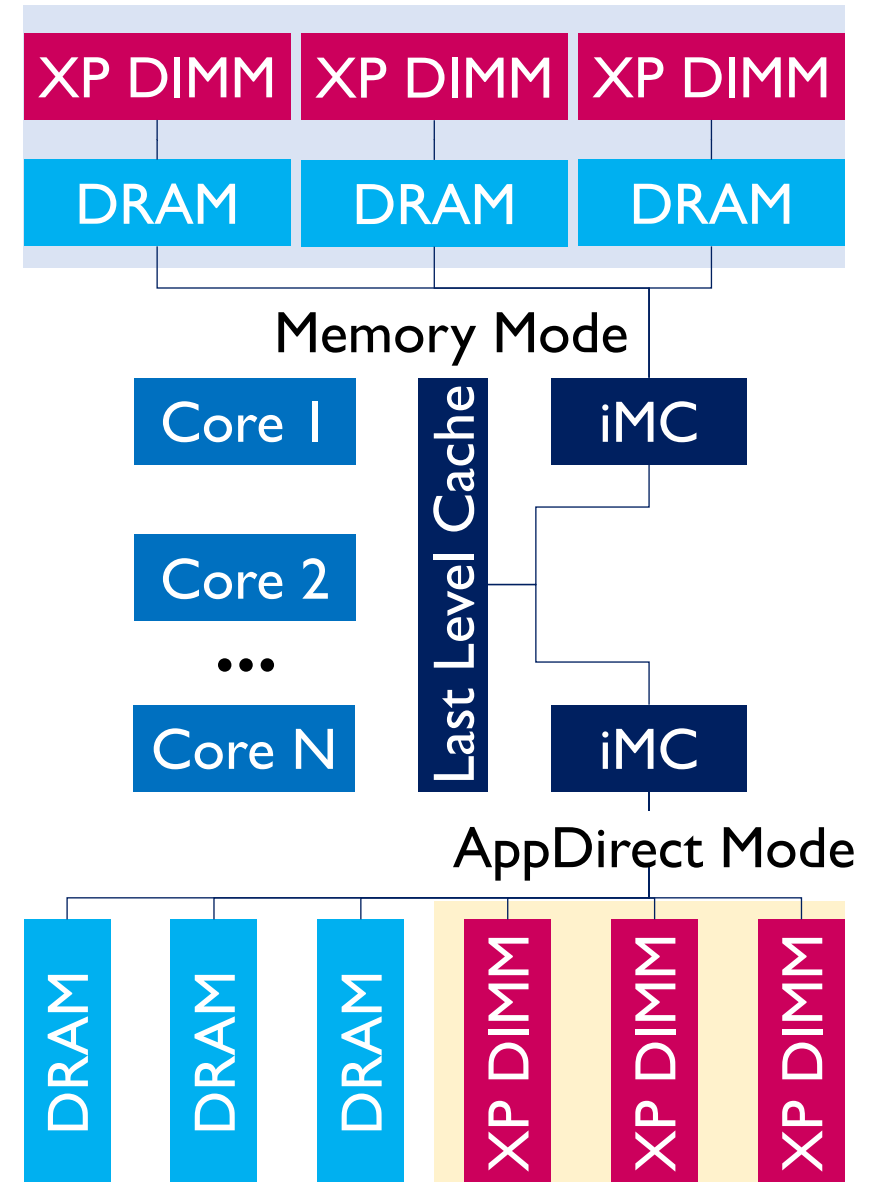 XP DIMM
XP DIMM
XP DIMM
DRAM
DRAM
DRAM
Memory Mode
Core 1
Last Level Cache
iMC
Core 2
•••
Core N
iMC
AppDirect Mode
DRAM
DRAM
DRAM
XP DIMM
XP DIMM
XP DIMM